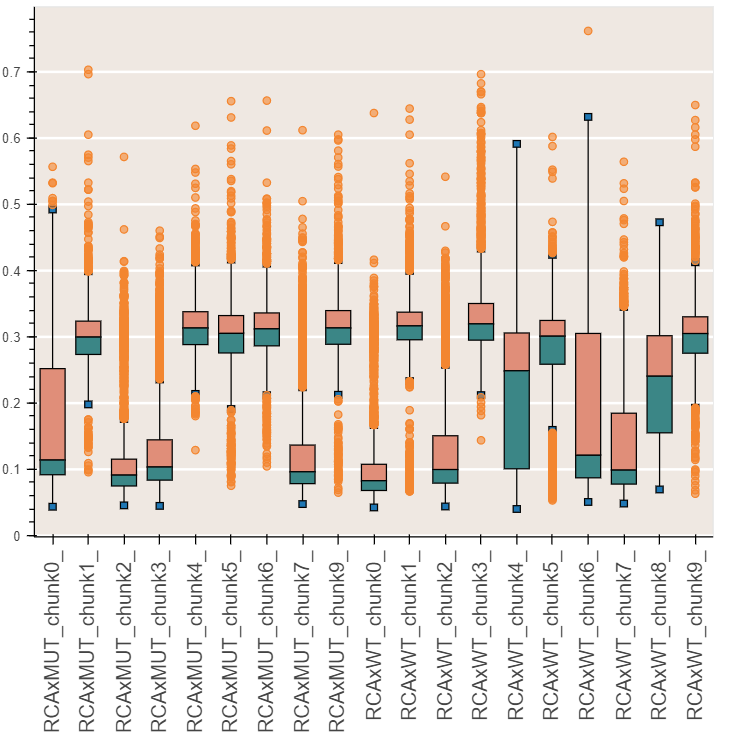 0.7
0.6
0.5
0.4
0.3
0.2
0.1
0
RCAxMUT_chunk0_
RCAxMUT_chunk1_
RCAxMUT_chunk2_
RCAxMUT_chunk3_
RCAxMUT_chunk4_
RCAxMUT_chunk5_
RCAxMUT_chunk6_
RCAxMUT_chunk7_
RCAxMUT_chunk9_
RCAxWT_chunk0_
RCAxWT_chunk1_
RCAxWT_chunk2_
RCAxWT_chunk3_
RCAxWT_chunk4_
RCAxWT_chunk5_
RCAxWT_chunk6_
RCAxWT_chunk7_
RCAxWT_chunk8_
RCAxWT_chunk9_